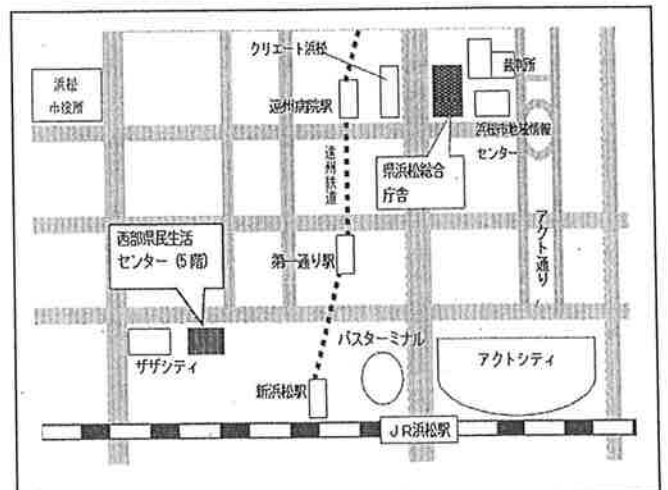 クリエート浜松
浜松
市役所
遠州病院駅
裁判所
浜松市地域情報
センター
遠州鉄道
県浜松総合
庁舎
アクト通り
西部県民生活
センター (5階)
第一通り駅
ザザシティ
バスターミナル
アクトシティ
新浜松駅
JR浜松駅